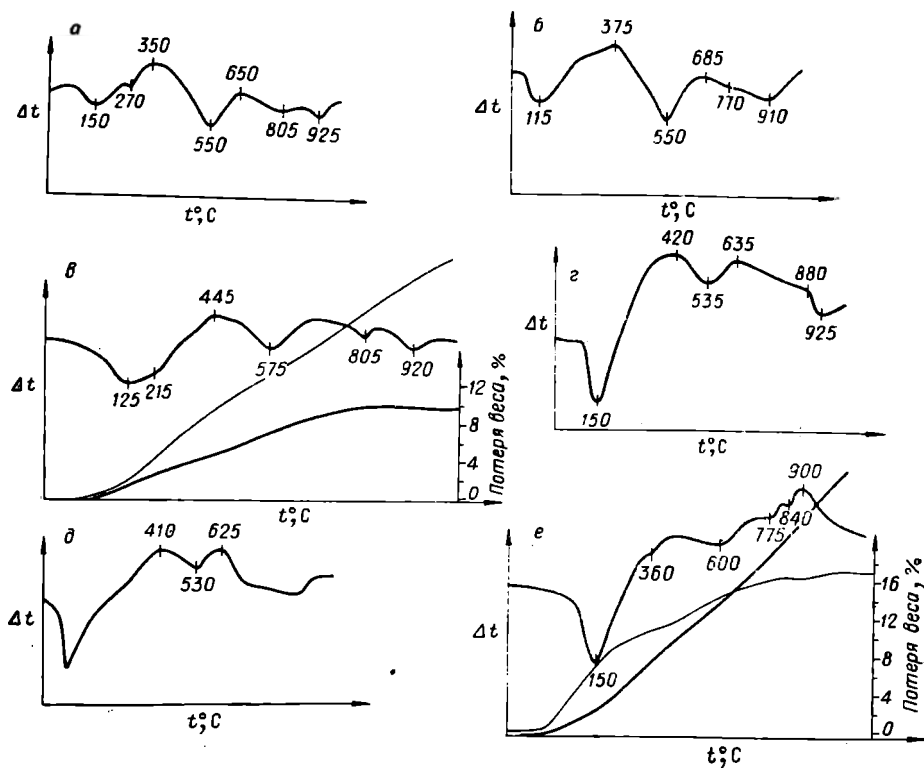 а
350
650
Δt
270
150
550
805
925
t°, С
б
375
685
Δt
115
550
770
910
t°, С
в
445
Δt
125
215
575
805
920
12
8
4
0
Потеря веса, %
t°, С
г
420
635
880
Δt
535
925
150
t°, С
д
410
625
530
Δt
t°, С
е
900
840
775
360
600
Δt
150
16
12
8
4
0
Потеря веса, %
t°, С